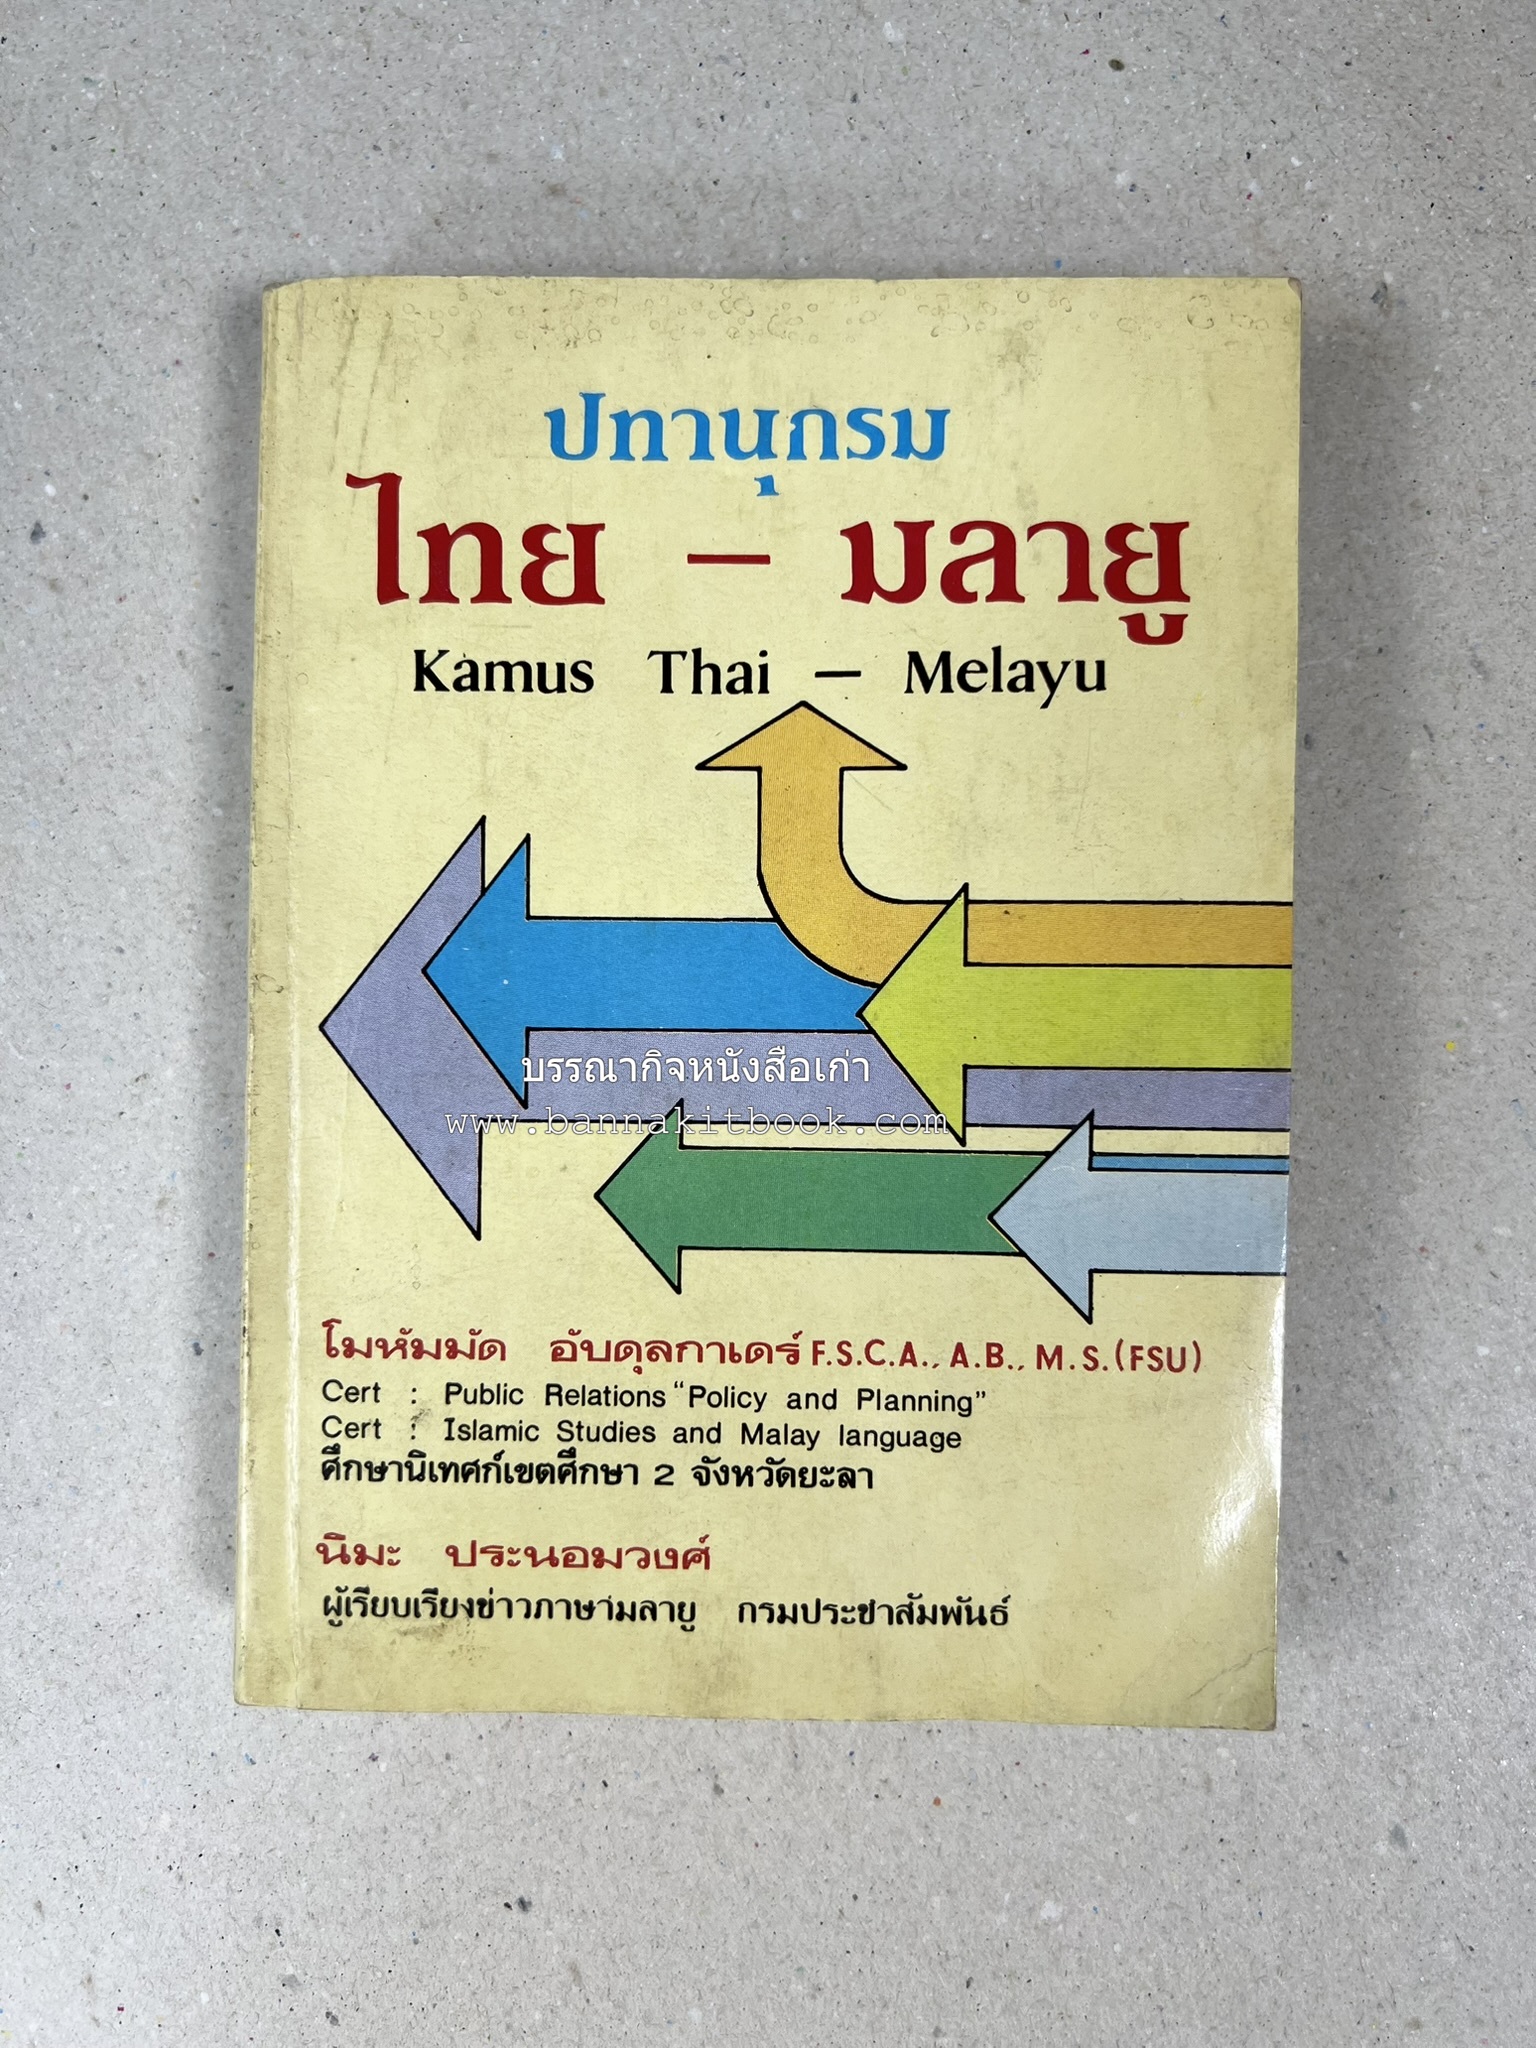 ปทานุกรม
ไทย – มลายู
Kamus Thai – Melayu
บรรณากิจหนังสือเก่า
www.bannakitbook.com
โมหัมมัด อับดุลกาเดร์ F.S.C.A., A.B., M.S.(FSU)
Cert : Public Relations “Policy and Planning”
Cert : Islamic Studies and Malay language
ศึกษานิเทศก์เขตศึกษา 2 จังหวัดยะลา
นิมะ ประนอมวงศ์
ผู้เรียบเรียงข่าวภาษามลายู กรมประชาสัมพันธ์